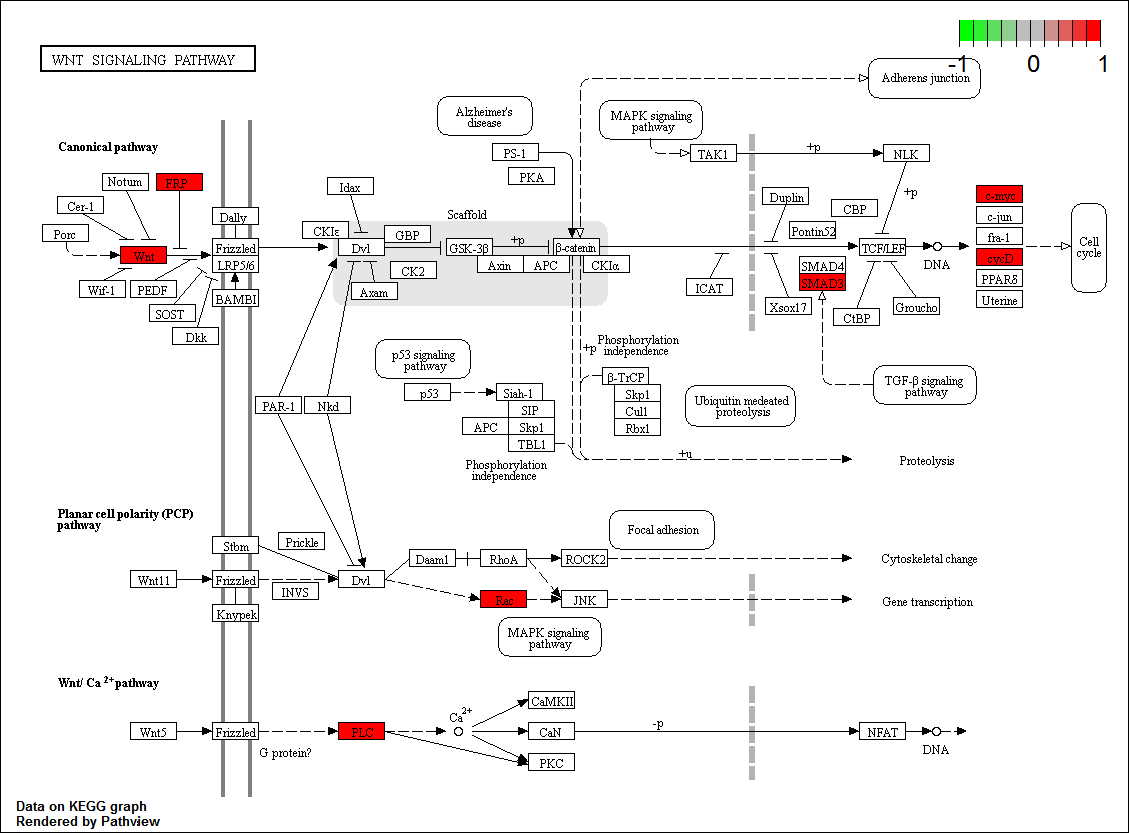 WNT SIGNALING PATHWAY
-1
0
1
Adherens junction
Alzheimer's
disease
MAPK signaling
pathway
PS-1
PKA
TAK1
+p
NLK
+p
Canonical pathway
Notum
FRP
Cer-1
Porc
Wnt
Wif-1
PEDF
SOST
Dkk
Dally
Frizzled
LRP5/6
BAMBI
Idax
Scaffold
CKIε
Dvl
GBP
CK2
Axam
GSK-3β
+p
β-catenin
Axin
APC
CKIα
ICAT
Duplin
CBP
Pontin52
TCF/LEF
SMAD4
SMAD3
Xsox17
CtBP
Groucho
DNA
c-myc
c-jun
fra-1
cycD
PPARδ
Uterine
Cell
cycle
TGF-β signaling
pathway
p53 signaling
pathway
p53
Siah-1
SIP
APC
Skp1
TBL1
Phosphorylation
independence
+p
Phosphorylation
independence
β-TrCP
Skp1
Cul1
Rbx1
Ubiquitin medeated
proteolysis
+u
Proteolysis
PAR-1
Nkd
Planar cell polarity (PCP)
pathway
Stbm
Prickle
Wnt11
Frizzled
INVS
Knypek
Dvl
Daam1
RhoA
ROCK2
Focal adhesion
Cytoskeletal change
Rac
JNK
Gene transcription
MAPK signaling
pathway
Wnt/ Ca 2+ pathway
Wnt5
Frizzled
G protein?
PLC
Ca2+
CaMKII
CaN
PKC
-p
NFAT
DNA
Data on KEGG graph
Rendered by Pathview